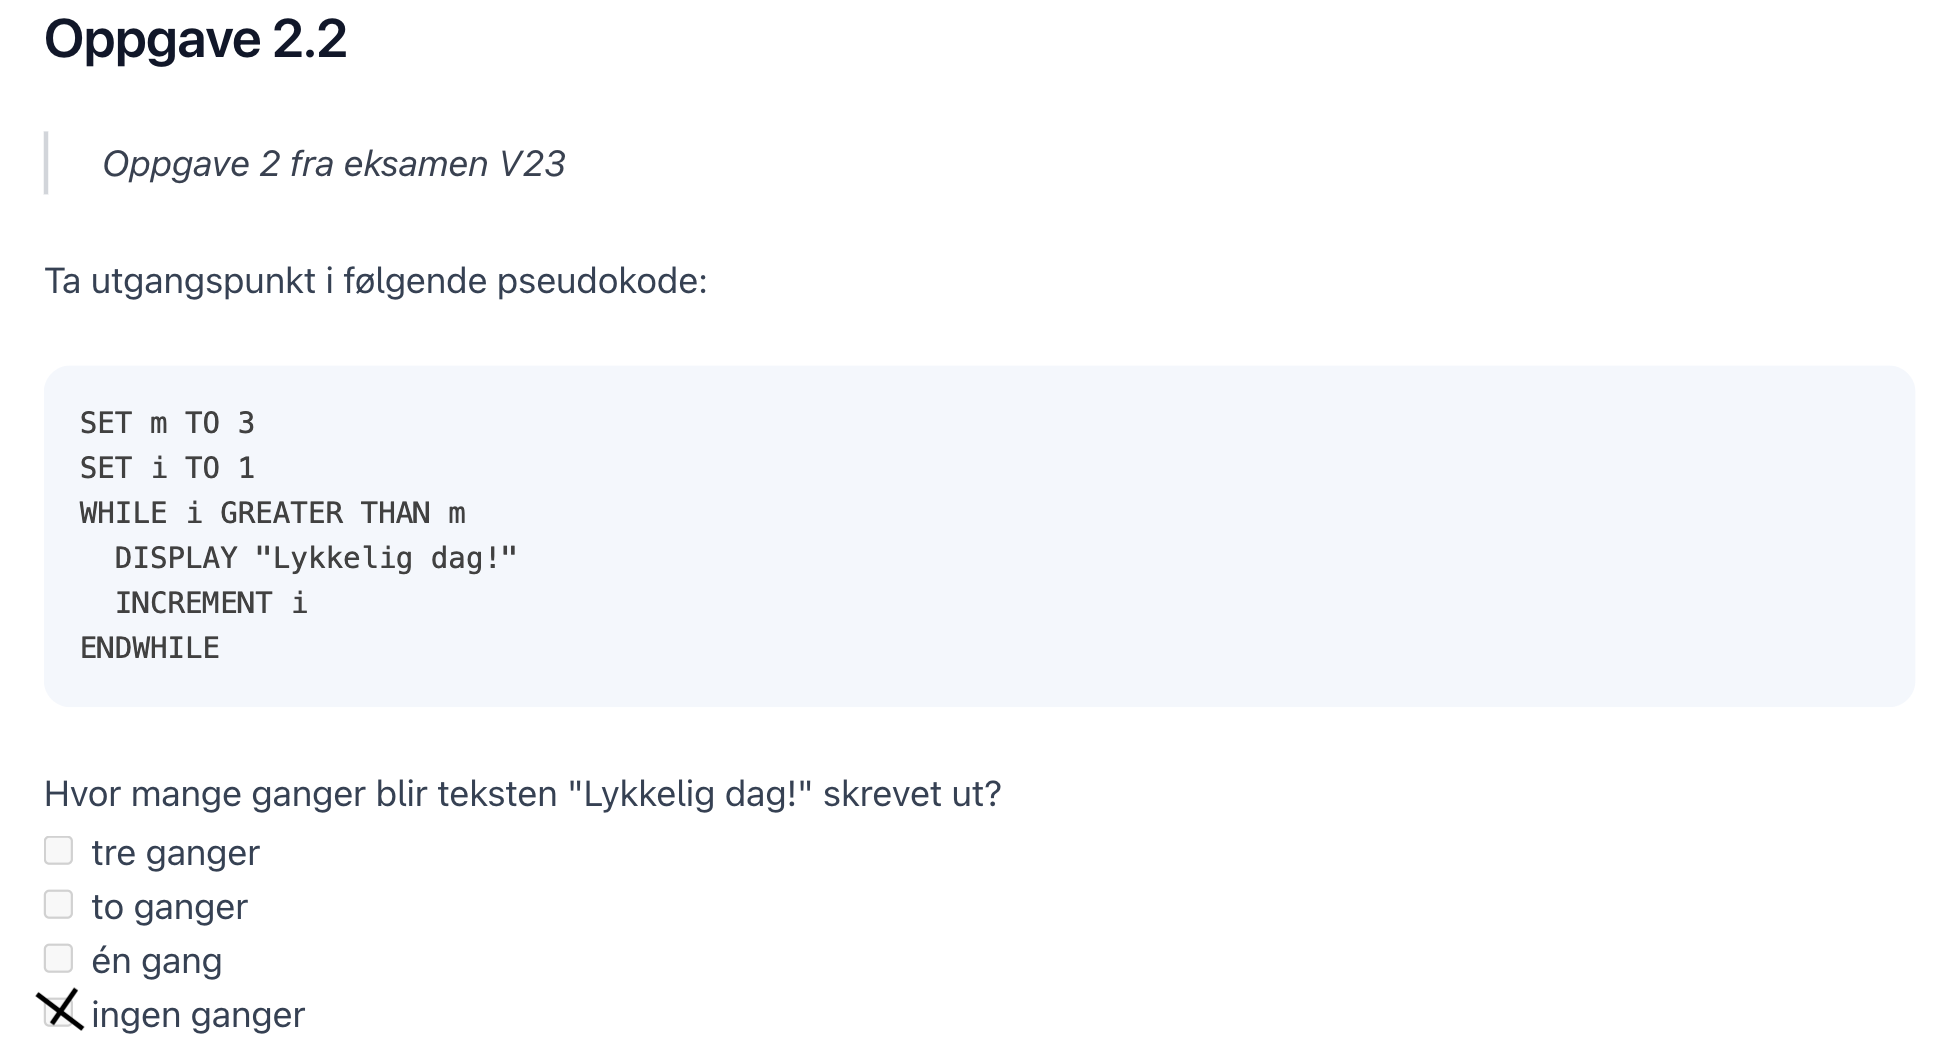 Oppgave 2.2
Oppgave 2 fra eksamen V23
Ta utgangspunkt i følgende pseudokode:
SET m TO 3
SET i TO 1
WHILE i GREATER THAN m
  DISPLAY "Lykkelig dag!"
  INCREMENT i
ENDWHILE
Hvor mange ganger blir teksten "Lykkelig dag!" skrevet ut?
tre ganger
to ganger
én gang
ingen ganger